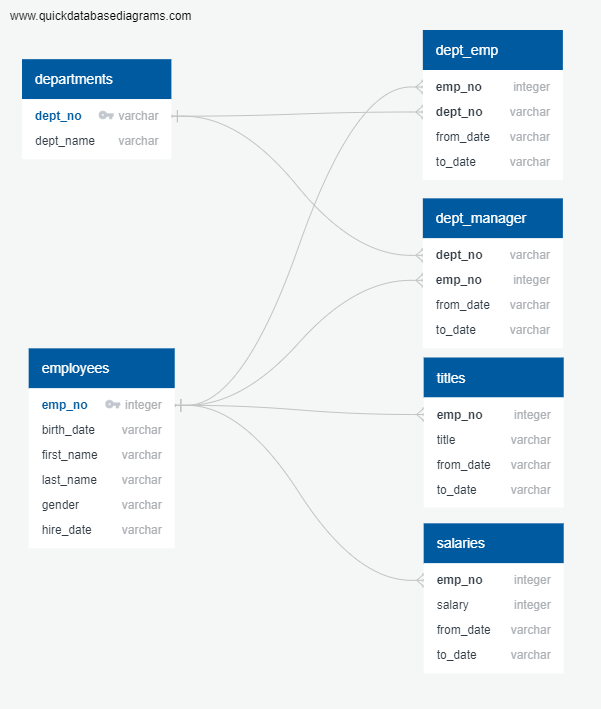 www.quickdatabasediagrams.com
departments
dept_no varchar
dept_name varchar
employees
emp_no integer
birth_date varchar
first_name varchar
last_name varchar
gender varchar
hire_date varchar
dept_emp
emp_no integer
dept_no varchar
from_date varchar
to_date varchar
dept_manager
dept_no varchar
emp_no integer
from_date varchar
to_date varchar
titles
emp_no integer
title varchar
from_date varchar
to_date varchar
salaries
emp_no integer
salary integer
from_date varchar
to_date varchar